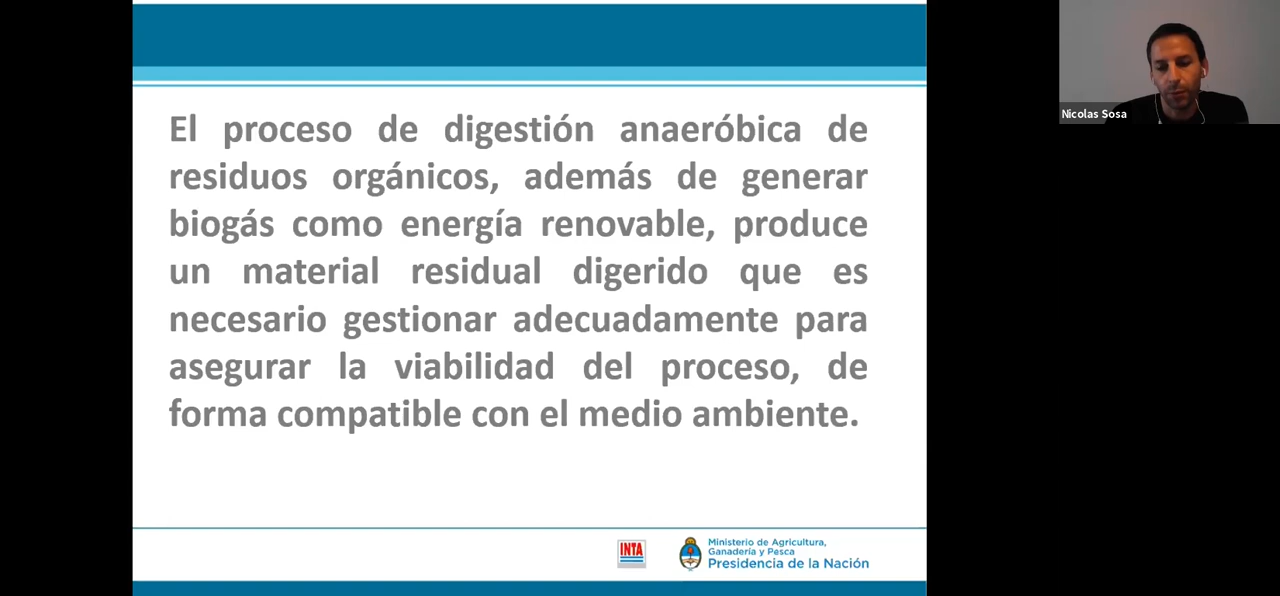 El proceso de digestión anaeróbica de
residuos orgánicos, además de generar
biogás como energía renovable, produce
un material residual digerido que es
necesario gestionar adecuadamente para
asegurar la viabilidad del proceso, de
forma compatible con el medio ambiente.
INTA
Ministerio de Agricultura,
Ganadería y Pesca
Presidencia de la Nación
Nicolas Sosa